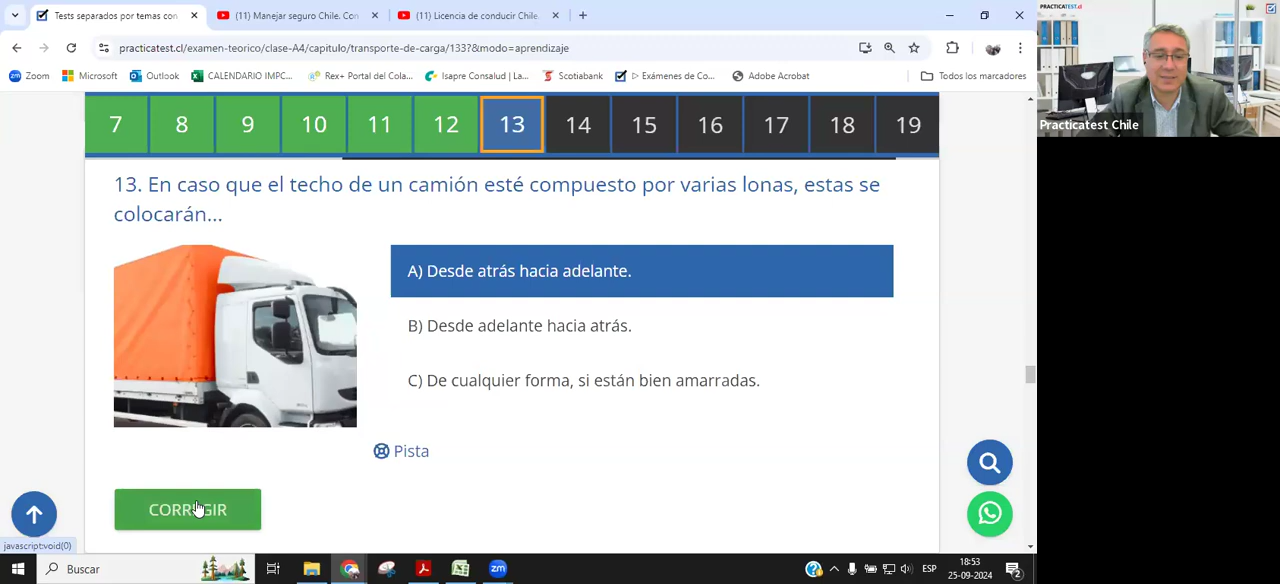 Tests separados por temas con
(11) Manejar seguro Chile: con
(11) Licencia de conducir Chile
practicatest.cl/examen-teorico/clase-A4/capitulo/transporte-de-carga/1337&modo=aprendizaje
Zoom
Microsoft
Outlook
CALENDARIO IMPC...
Rex+ Portal del Cola...
Isapre Consalud | La...
Scotiabank
▷ Exámenes de Co...
Adobe Acrobat
Todos los marcadores
PRACTICATEST.cl
Practicatest Chile
7 8 9 10 11 12 13 14 15 16 17 18 19
13. En caso que el techo de un camión esté compuesto por varias lonas, estas se
colocarán...
A) Desde atrás hacia adelante.
B) Desde adelante hacia atrás.
C) De cualquier forma, si están bien amarradas.
Pista
CORREGIR
javascript:void(0)
Buscar
ESP
18:53
25-09-2024
2